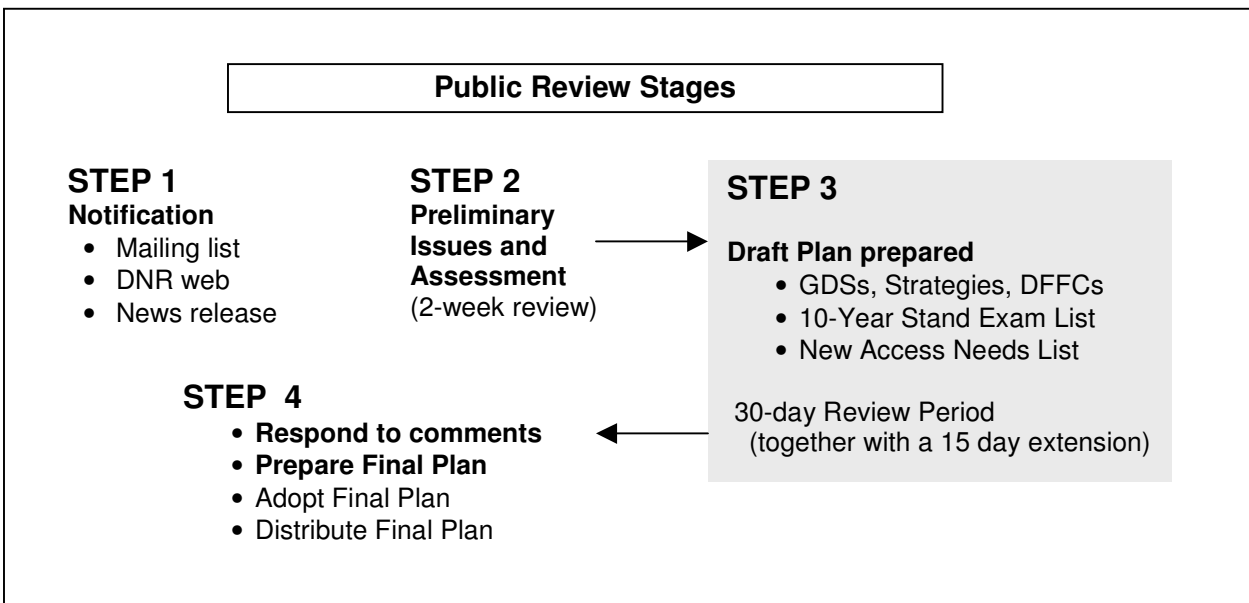 Public Review Stages
STEP 1
Notification
• Mailing list
• DNR web
• News release
STEP 2
Preliminary
Issues and
Assessment
(2-week review)
STEP 3
Draft Plan prepared
• GDSs, Strategies, DFFCs
• 10-Year Stand Exam List
• New Access Needs List
30-day Review Period
(together with a 15 day extension)
STEP 4
• Respond to comments
• Prepare Final Plan
• Adopt Final Plan
• Distribute Final Plan